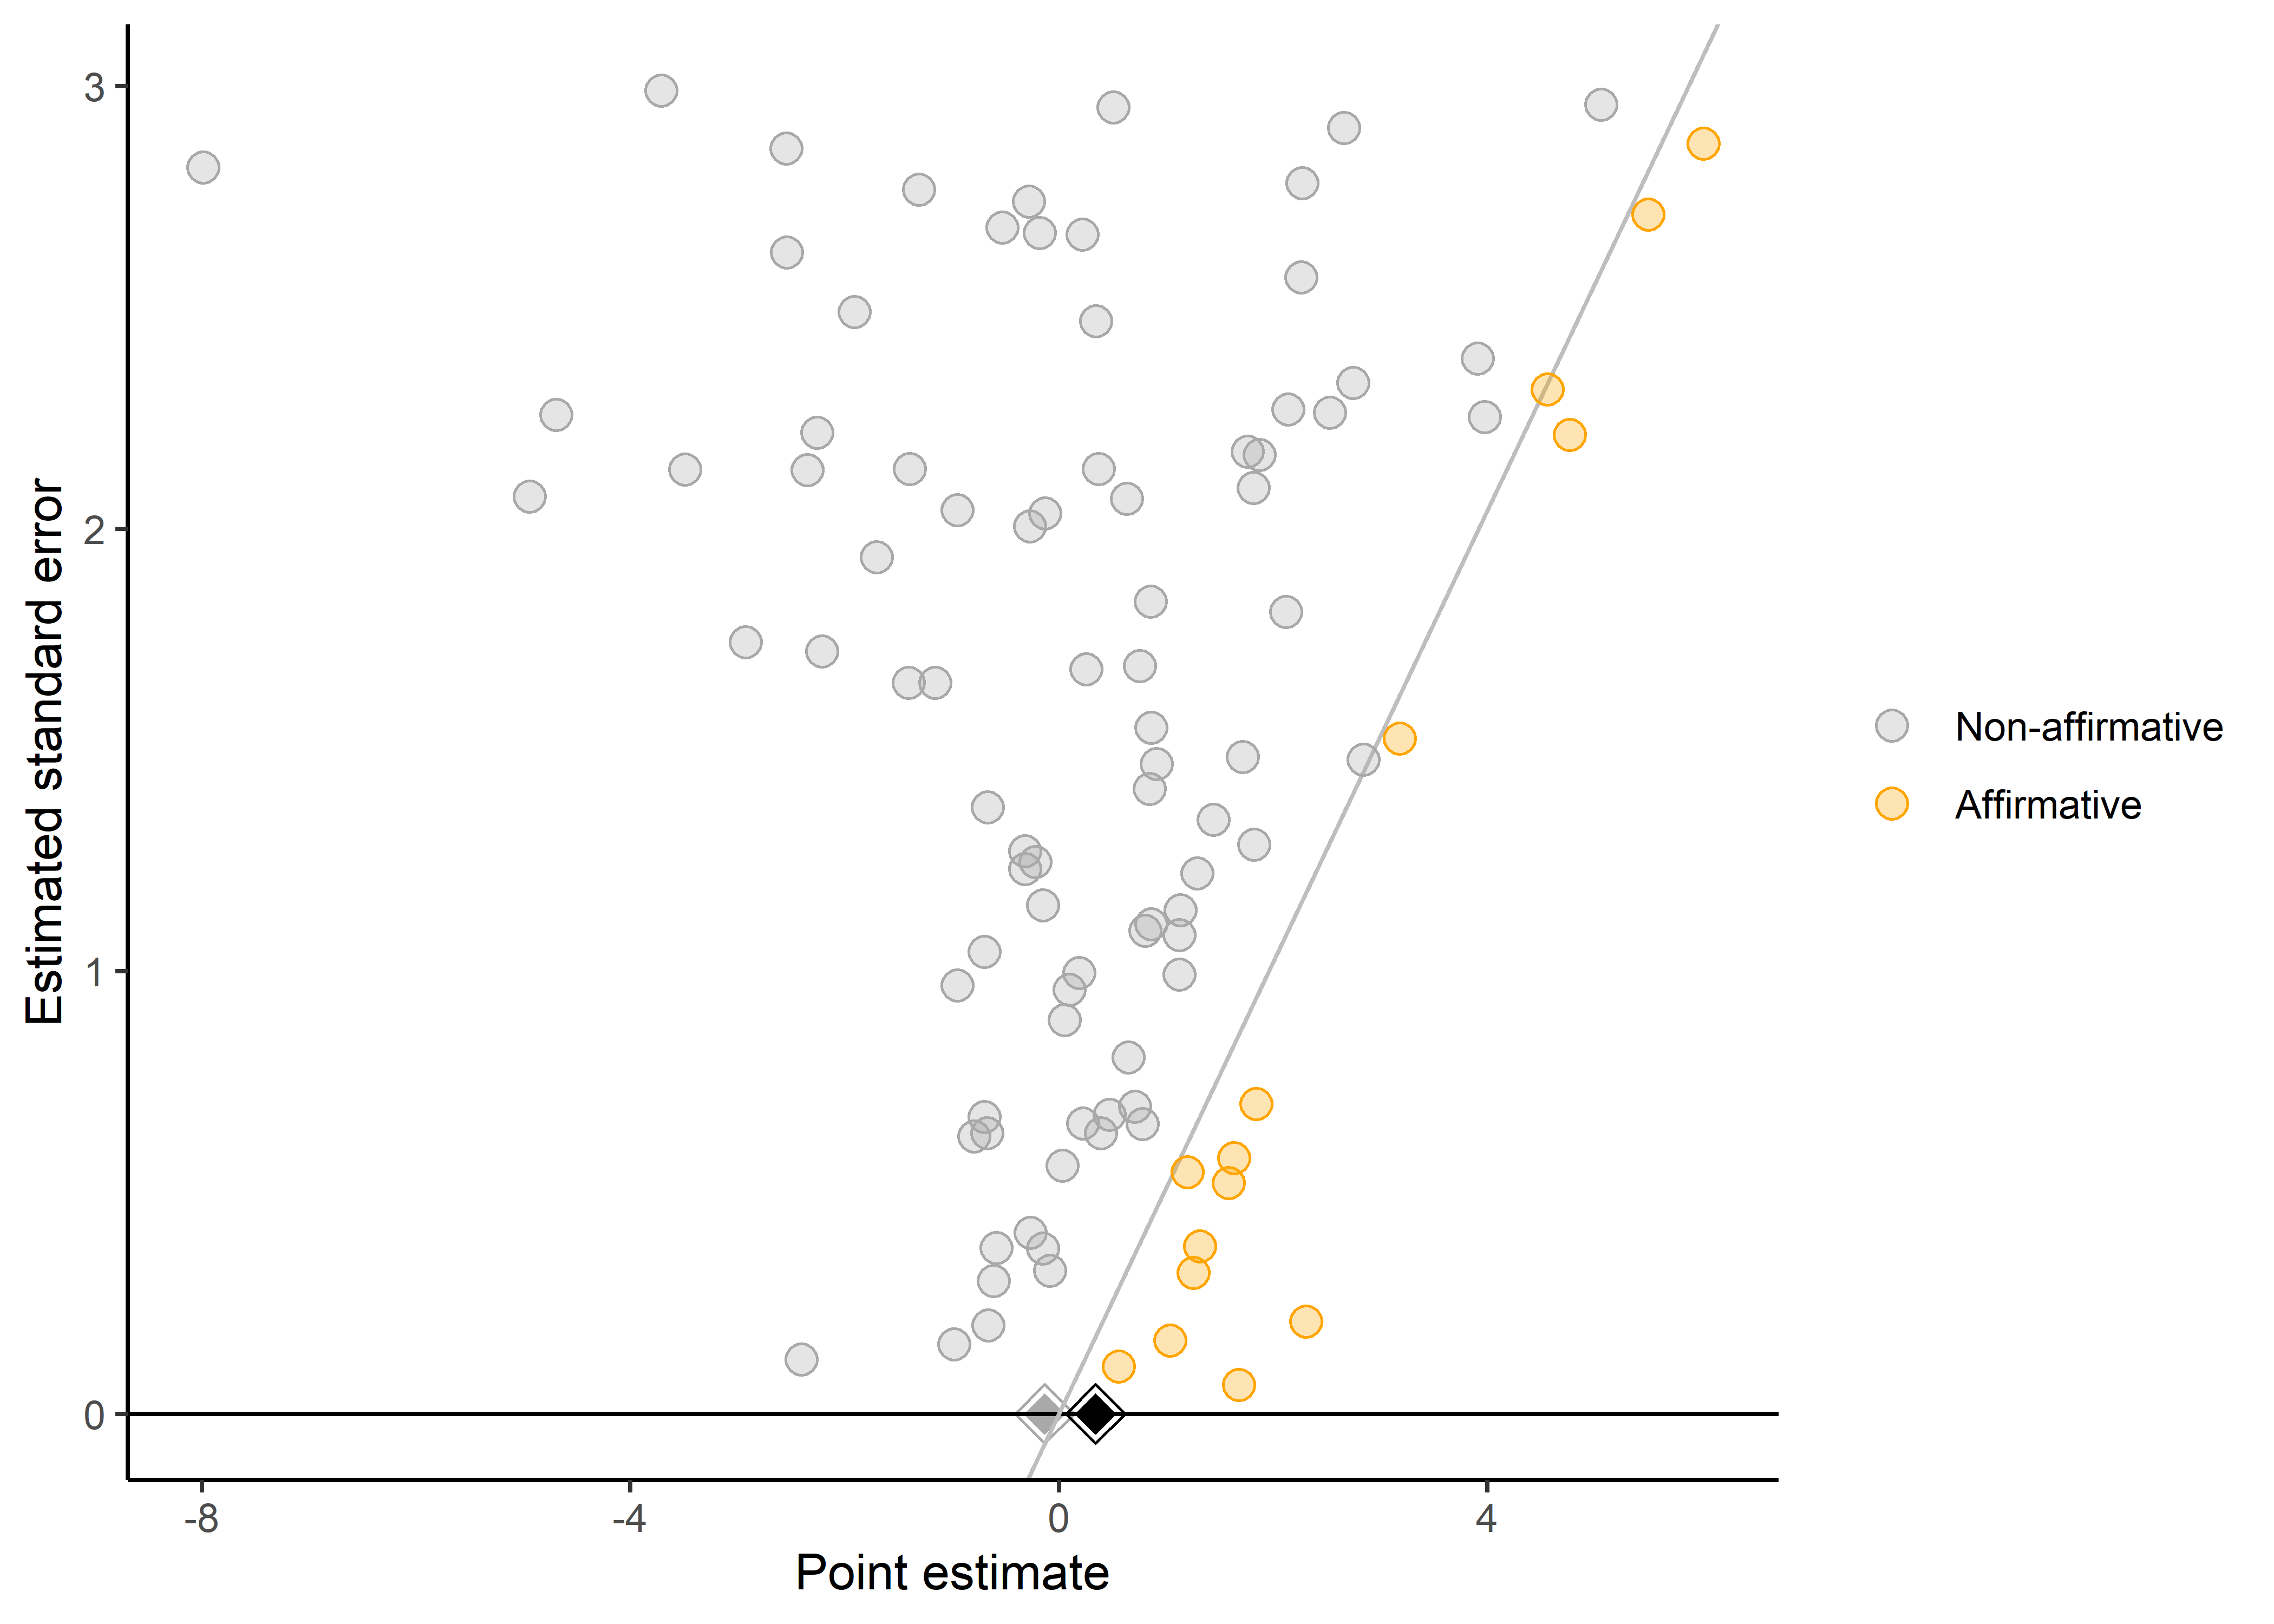 3
2
1
0
Estimated standard error
-8
-4
0
4
Point estimate
Non-affirmative
Affirmative